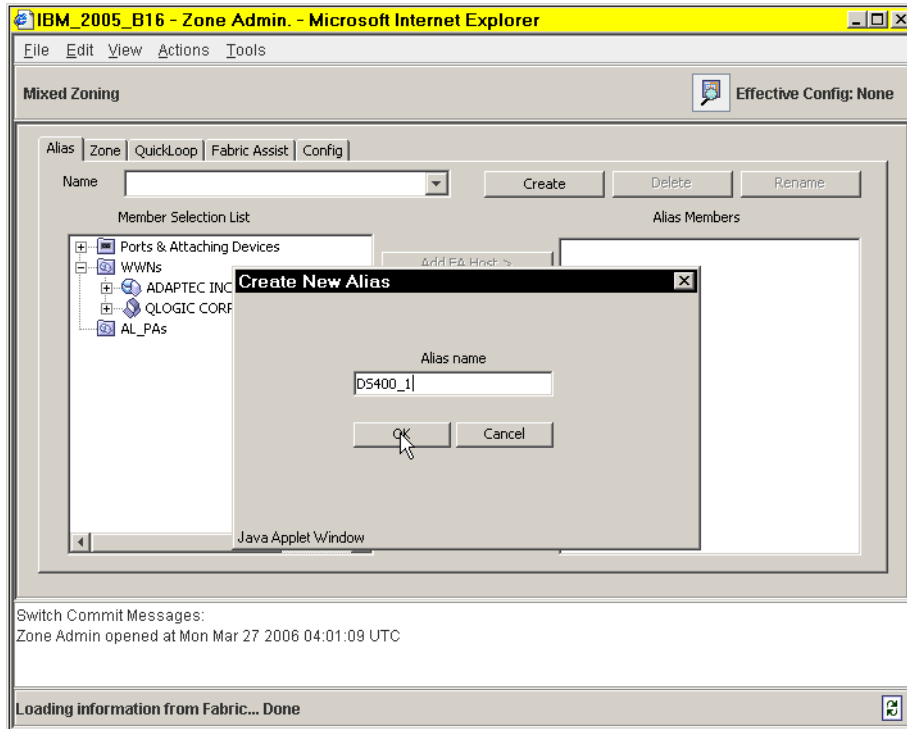 IBM_2005_B16 - Zone Admin. - Microsoft Internet Explorer
File Edit View Actions Tools
Mixed Zoning
Effective Config: None
Alias Zone QuickLoop Fabric Assist Config
Name
Create Delete Rename
Member Selection List
Alias Members
Ports & Attaching Devices
WWNs
ADAPTEC INC
QLOGIC CORP
AL_PAs
Add FA Host >
Create New Alias
Alias name
DS400_1
OK Cancel
Java Applet Window
Switch Commit Messages:
Zone Admin opened at Mon Mar 27 2006 04:01:09 UTC
Loading information from Fabric... Done